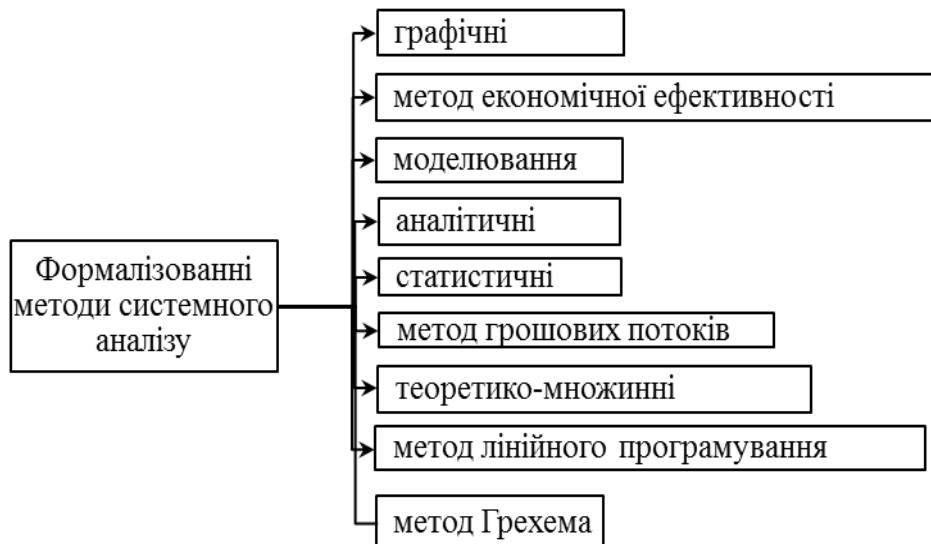 графічні
метод економічної ефективності
моделювання
аналітичні
Формалізованні
методи системного
аналізу
статистичні
метод грошових потоків
теоретико-множинні
метод лінійного програмування
метод Грехема